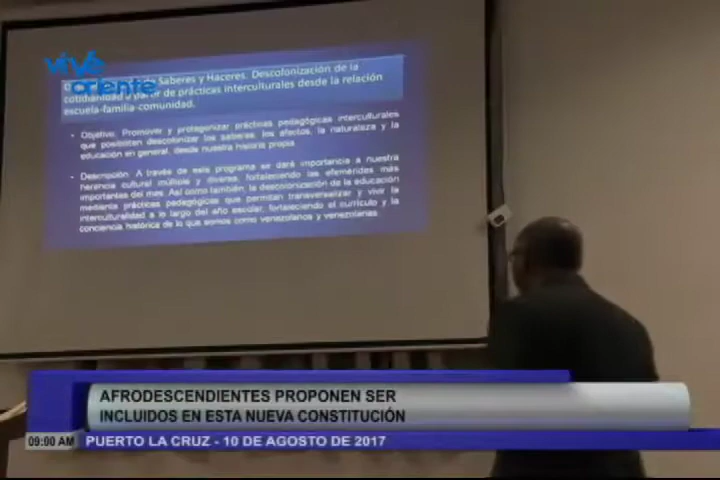 vive
oriente
Saberes y Haceres. Descolonización de la
cotidianidad a partir de prácticas interculturales desde la relación
escuela-familia-comunidad.
• Objetivo: Promover y protagonizar prácticas pedagógicas interculturales
que posibiliten descolonizar los saberes, los afectos, la naturaleza y la
educación en general, desde nuestra historia propia
• Descripción: A través de este programa se dará importancia a nuestra
herencia cultural múltiple y diversa, fortaleciendo las efemérides más
importantes del mes. Así como también, la descolonización de la educación
mediante prácticas pedagógicas que permitan transversalizar y vivir la
interculturalidad a lo largo del año escolar, fortaleciendo el currículo y la
conciencia histórica de lo que somos como venezolanos y venezolanas.
AFRODESCENDIENTES PROPONEN SER
INCLUIDOS EN ESTA NUEVA CONSTITUCIÓN
09:00 AM PUERTO LA CRUZ - 10 DE AGOSTO DE 2017